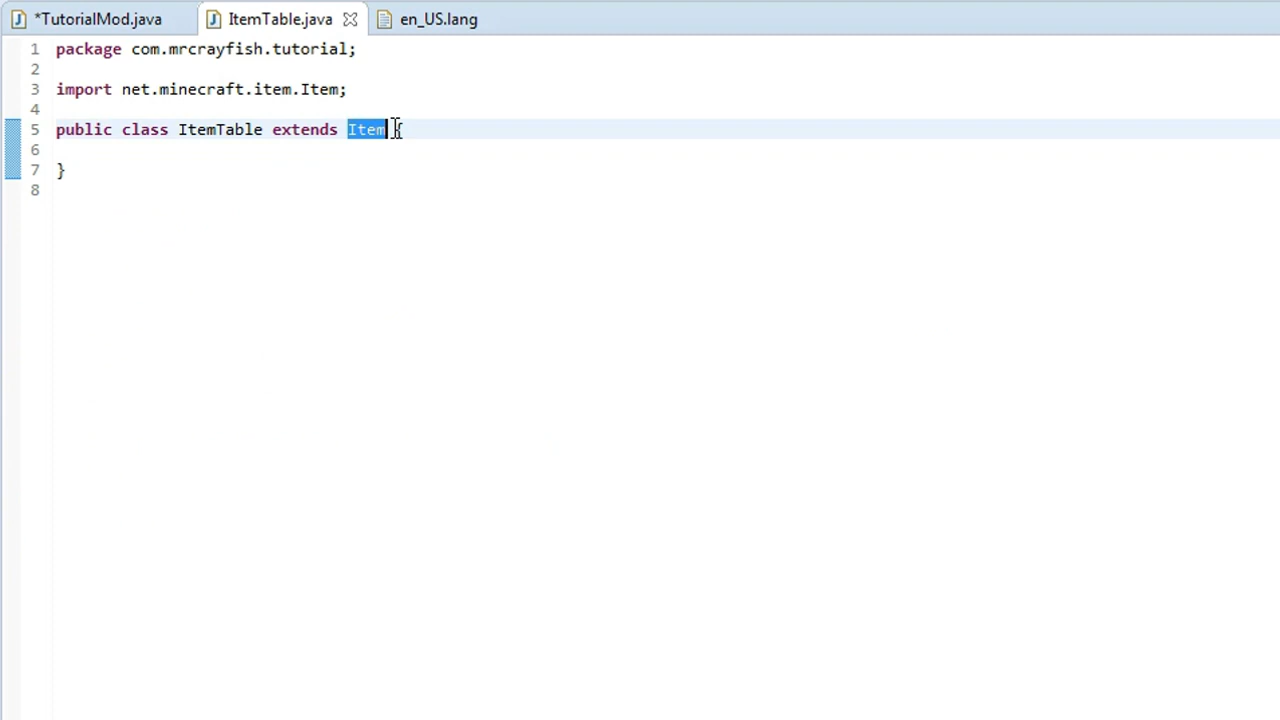 *TutorialMod.java ItemTable.java en_US.lang
1 package com.mrcrayfish.tutorial;
2
3 import net.minecraft.item.Item;
4
5 public class ItemTable extends Item {
6
7 }
8